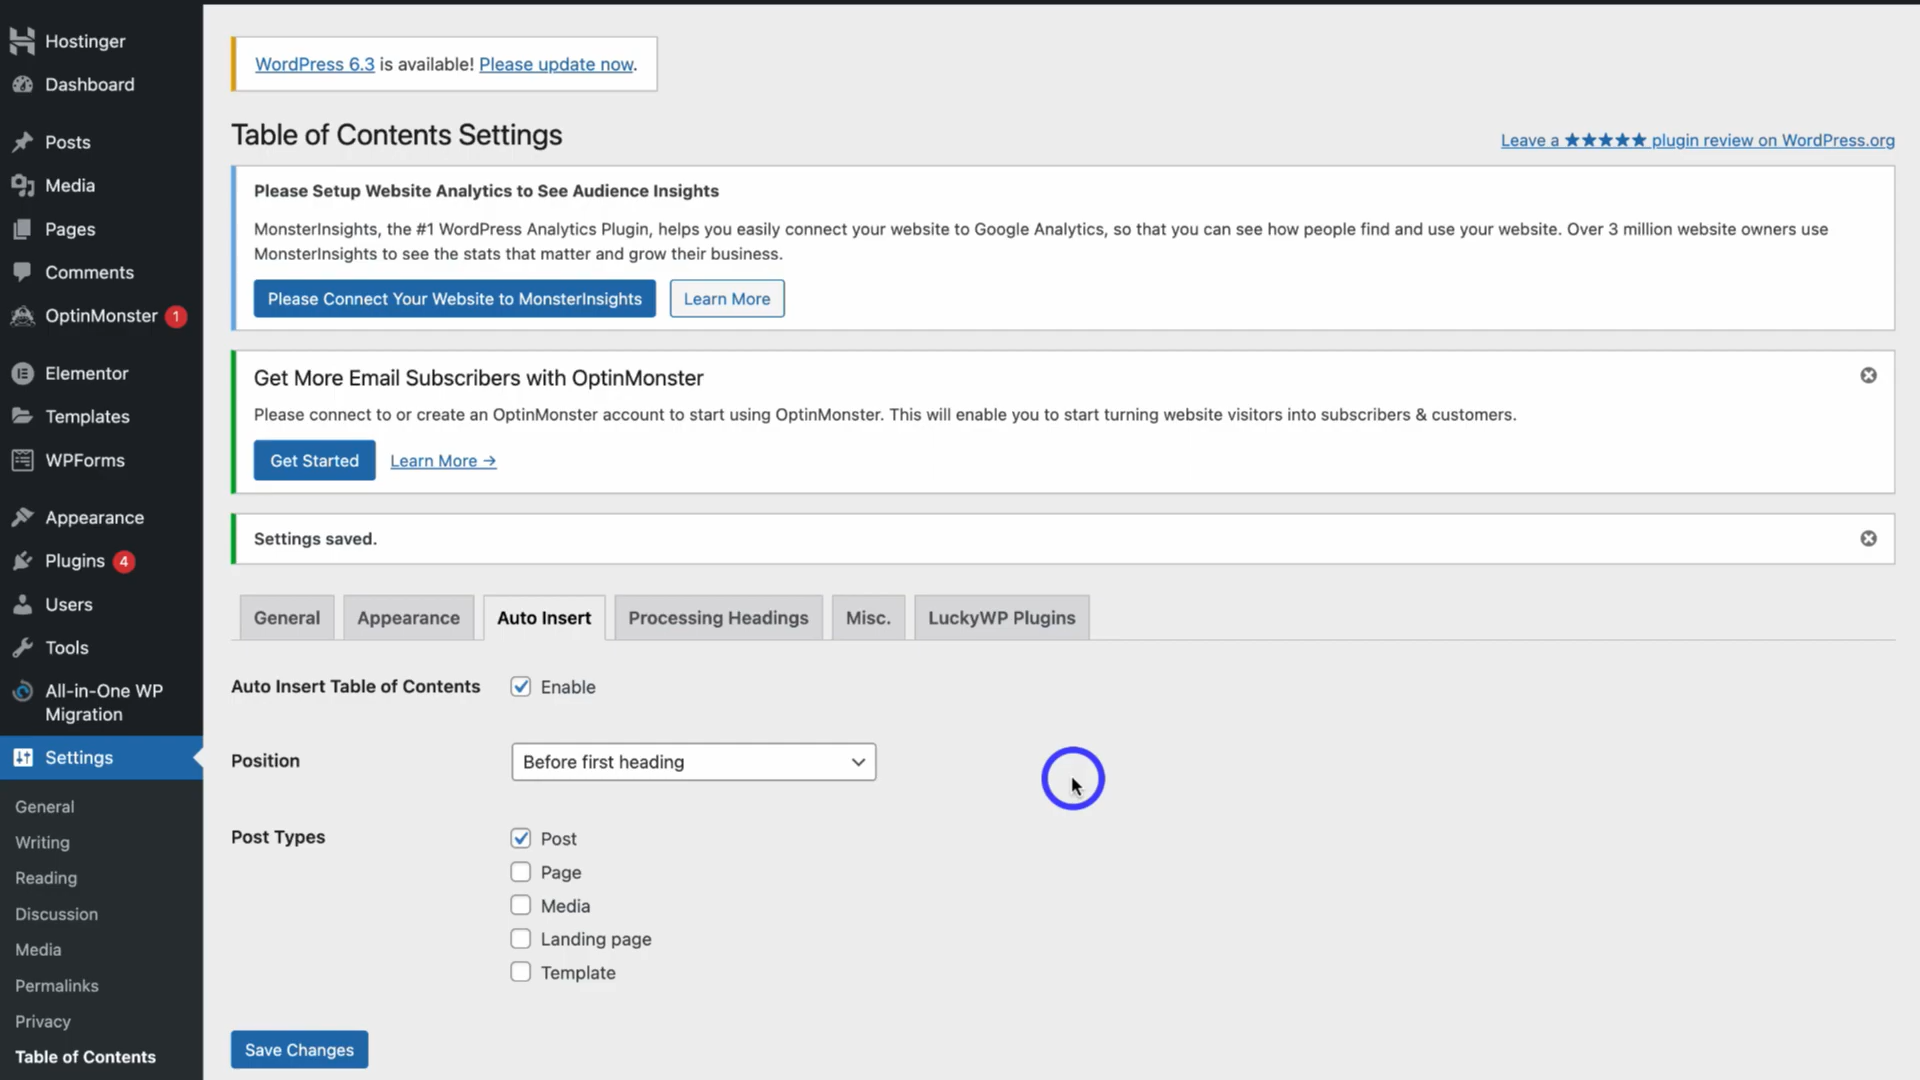 Hostinger
Dashboard
Posts
Media
Pages
Comments
OptinMonster 1
Elementor
Templates
WPForms
Appearance
Plugins 4
Users
Tools
All-in-One WP
Migration
Settings
General
Writing
Reading
Discussion
Media
Permalinks
Privacy
Table of Contents
WordPress 6.3 is available! Please update now.
Table of Contents Settings
Leave a ★★★★★ plugin review on WordPress.org
Please Setup Website Analytics to See Audience Insights
MonsterInsights, the #1 WordPress Analytics Plugin, helps you easily connect your website to Google Analytics, so that you can see how people find and use your website. Over 3 million website owners use
MonsterInsights to see the stats that matter and grow their business.
Please Connect Your Website to MonsterInsights Learn More
Get More Email Subscribers with OptinMonster
Please connect to or create an OptinMonster account to start using OptinMonster. This will enable you to start turning website visitors into subscribers & customers.
Get Started Learn More →
Settings saved.
General Appearance Auto Insert Processing Headings Misc. LuckyWP Plugins
Auto Insert Table of Contents Enable
Position Before first heading
Post Types Post
Page
Media
Landing page
Template
Save Changes